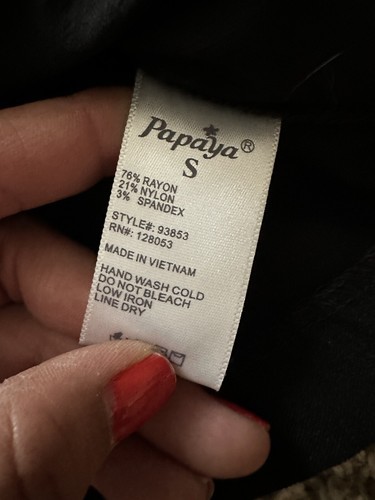 Papaya®
S
76% RAYON
21% NYLON
3% SPANDEX
STYLE#: 93853
RN#: 128053
MADE IN VIETNAM
HAND WASH COLD
DO NOT BLEACH
LOW IRON
LINE DRY